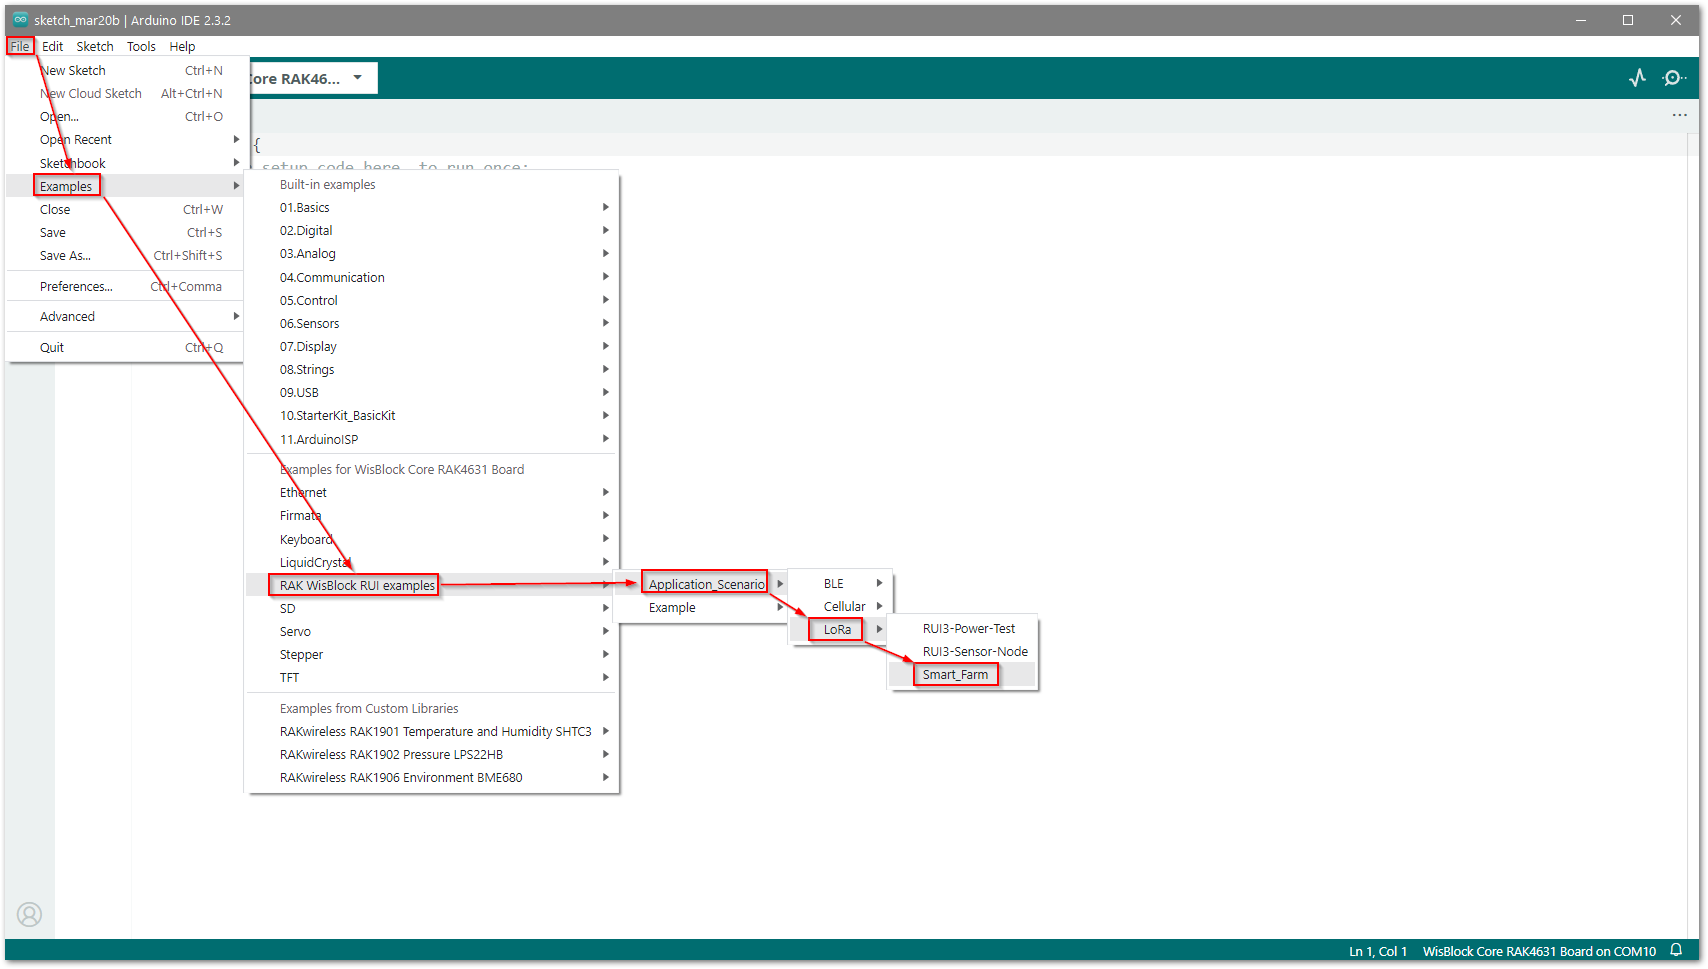 sketch_mar20b | Arduino IDE 2.3.2
File Edit Sketch Tools Help
New Sketch Ctrl+N
New Cloud Sketch Alt+Ctrl+N
Open... Ctrl+O
Open Recent
Sketchbook
Examples
Close Ctrl+W
Save Ctrl+S
Save As... Ctrl+Shift+S
Preferences... Ctrl+Comma
Advanced
Quit Ctrl+Q
Core RAK46...
{
setup code here, to run once:
Built-in examples
01.Basics
02.Digital
03.Analog
04.Communication
05.Control
06.Sensors
07.Display
08.Strings
09.USB
10.StarterKit_BasicKit
11.ArduinoISP
Examples for WisBlock Core RAK4631 Board
Ethernet
Firmata
Keyboard
LiquidCrystal
RAK WisBlock RUI examples
SD
Servo
Stepper
TFT
Examples from Custom Libraries
RAKwireless RAK1901 Temperature and Humidity SHTC3
RAKwireless RAK1902 Pressure LPS22HB
RAKwireless RAK1906 Environment BME680
Application_Scenario
Example
BLE
Cellular
LoRa
RUI3-Power-Test
RUI3-Sensor-Node
Smart_Farm
Ln 1, Col 1 WisBlock Core RAK4631 Board on COM10